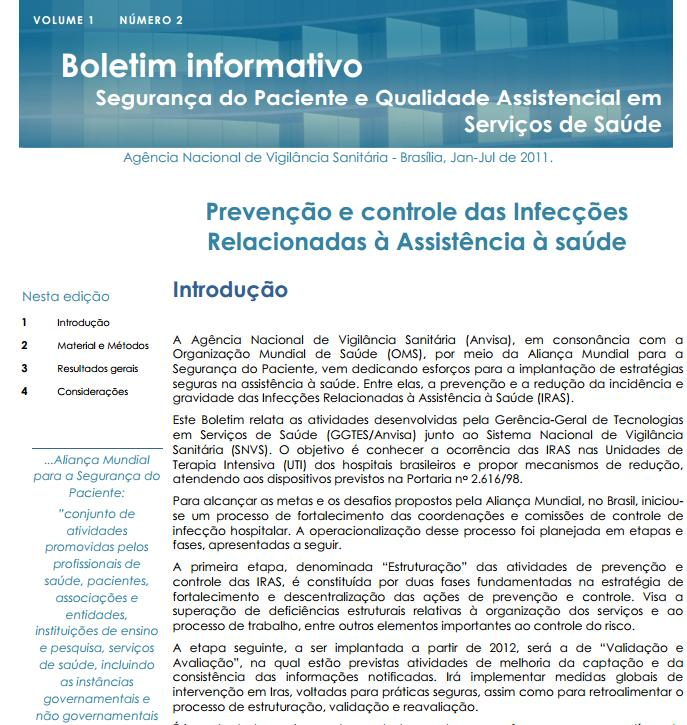 VOLUME 1 NÚMERO 2
Boletim informativo
Segurança do Paciente e Qualidade Assistencial em
Serviços de Saúde
Agência Nacional de Vigilância Sanitária - Brasília, Jan-Jul de 2011.
Prevenção e controle das Infecções
Relacionadas à Assistência à saúde
Nesta edição
1 Introdução
2 Material e Métodos
3 Resultados gerais
4 Considerações
...Aliança Mundial
para a Segurança do
Paciente:
"conjunto de
atividades
promovidas pelos
profissionais de
saúde, pacientes,
associações e
entidades,
instituições de ensino
e pesquisa, serviços
de saúde, incluindo
as instâncias
governamentais e
não governamentais
Introdução
A Agência Nacional de Vigilância Sanitária (Anvisa), em consonância com a
Organização Mundial de Saúde (OMS), por meio da Aliança Mundial para a
Segurança do Paciente, vem dedicando esforços para a implantação de estratégias
seguras na assistência à saúde. Entre elas, a prevenção e a redução da incidência e
gravidade das Infecções Relacionadas à Assistência à Saúde (IRAS).
Este Boletim relata as atividades desenvolvidas pela Gerência-Geral de Tecnologias
em Serviços de Saúde (GGTES/Anvisa) junto ao Sistema Nacional de Vigilância
Sanitária (SNVS). O objetivo é conhecer a ocorrência das IRAS nas Unidades de
Terapia Intensiva (UTI) dos hospitais brasileiros e propor mecanismos de redução,
atendendo aos dispositivos previstos na Portaria nº 2.616/98.
Para alcançar as metas e os desafios propostos pela Aliança Mundial, no Brasil, iniciou-
se um processo de fortalecimento das coordenações e comissões de controle de
infecção hospitalar. A operacionalização desse processo foi planejada em etapas e
fases, apresentadas a seguir.
A primeira etapa, denominada "Estruturação" das atividades de prevenção e
controle das IRAS, é constituída por duas fases fundamentadas na estratégia de
fortalecimento e descentralização das ações de prevenção e controle. Visa a
superação de deficiências estruturais relativas à organização dos serviços e ao
processo de trabalho, entre outros elementos importantes ao controle do risco.
A etapa seguinte, a ser implantada a partir de 2012, será a de "Validação e
Avaliação", na qual estão previstas atividades de melhoria da captação e da
consistência das informações notificadas. Irá implementar medidas globais de
intervenção em Iras, voltadas para práticas seguras, assim como para retroalimentar o
processo de estruturação, validação e reavaliação.